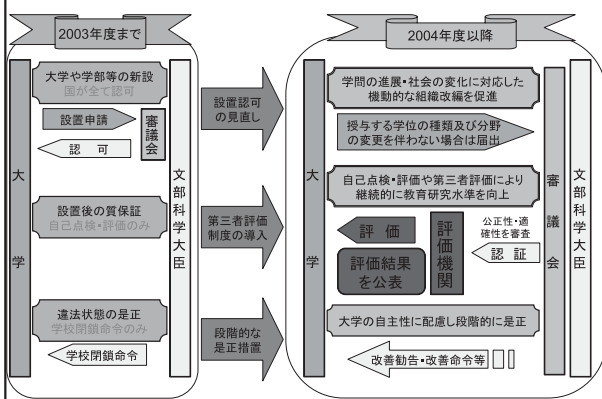 2003年度まで
大学や学部等の新設
国が全て認可
設置申請
認　可
審議会
設置後の質保証
自己点検・評価のみ
違法状態の是正
学校閉鎖命令のみ
学校閉鎖命令
大学
文部科学大臣
設置認可
の見直し
第三者評価
制度の導入
段階的な
是正措置
2004年度以降
学問の進展・社会の変化に対応した
機動的な組織改編を促進
授与する学位の種類及び分野
の変更を伴わない場合は届出
自己点検・評価や第三者評価により
継続的に教育研究水準を向上
評　価
評価結果
を公表
評価機関
公正性・適
確性を審査
認　証
大学の自主性に配慮し段階的に是正
改善勧告・改善命令等
大学
審議会
文部科学大臣